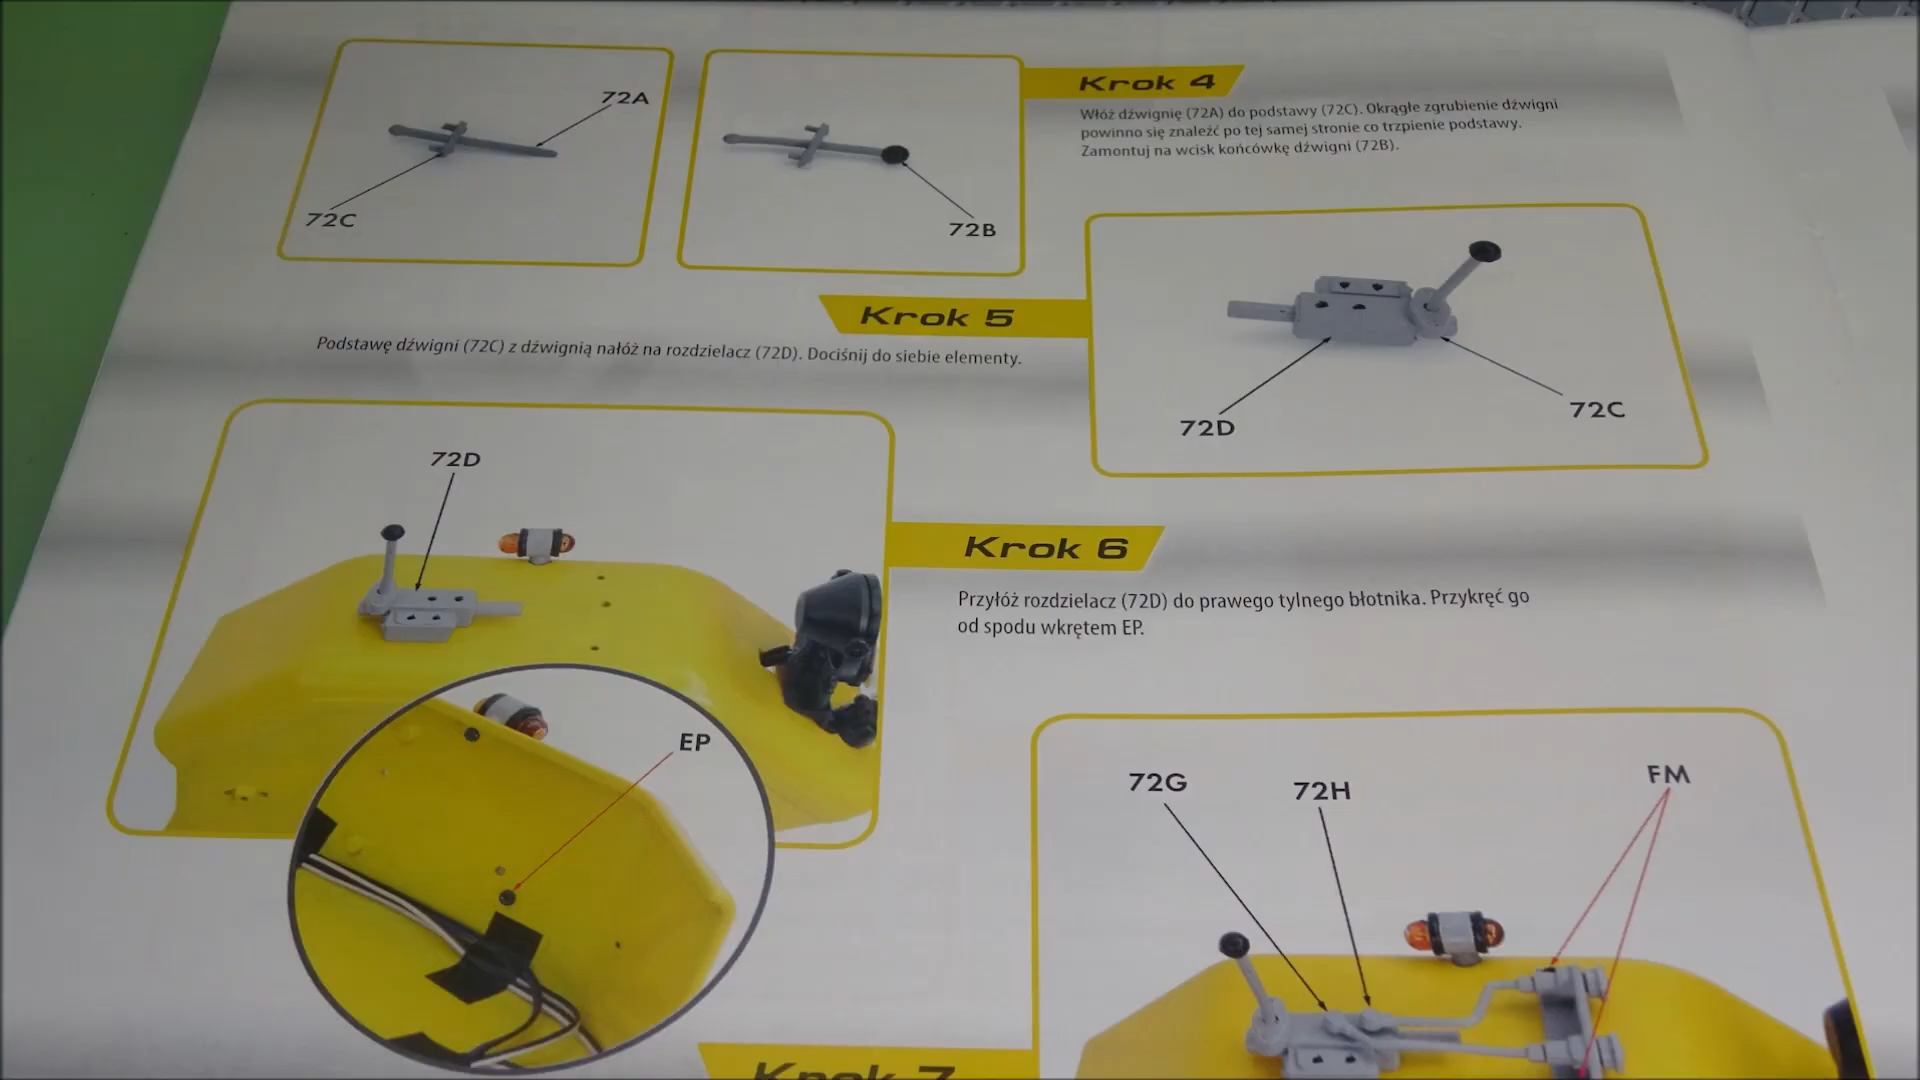 72A
72C
72B
Krok 4
Włóż dźwignię (72A) do podstawy (72C). Okrągłe zgrubienie dźwigni
powinno się znaleźć po tej samej stronie co trzpienie podstawy.
Zamontuj na wcisk końcówkę dźwigni (72B).
Krok 5
Podstawę dźwigni (72C) z dźwignią nałóż na rozdzielacz (72D). Dociśnij do siebie elementy.
72D
72C
72D
EP
Krok 6
Przyłóż rozdzielacz (72D) do prawego tylnego błotnika. Przykręć go
od spodu wkrętem EP.
72G
72H
FM
Krok 7